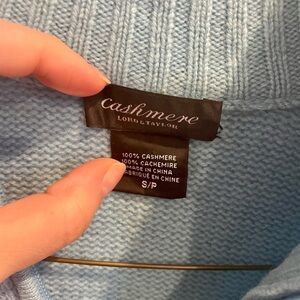 Cashmere
LORD & TAYLOR
100% CASHMERE
100% CACHEMIRE
MADE IN CHINA
FABRIQUÉ EN CHINE
S/P